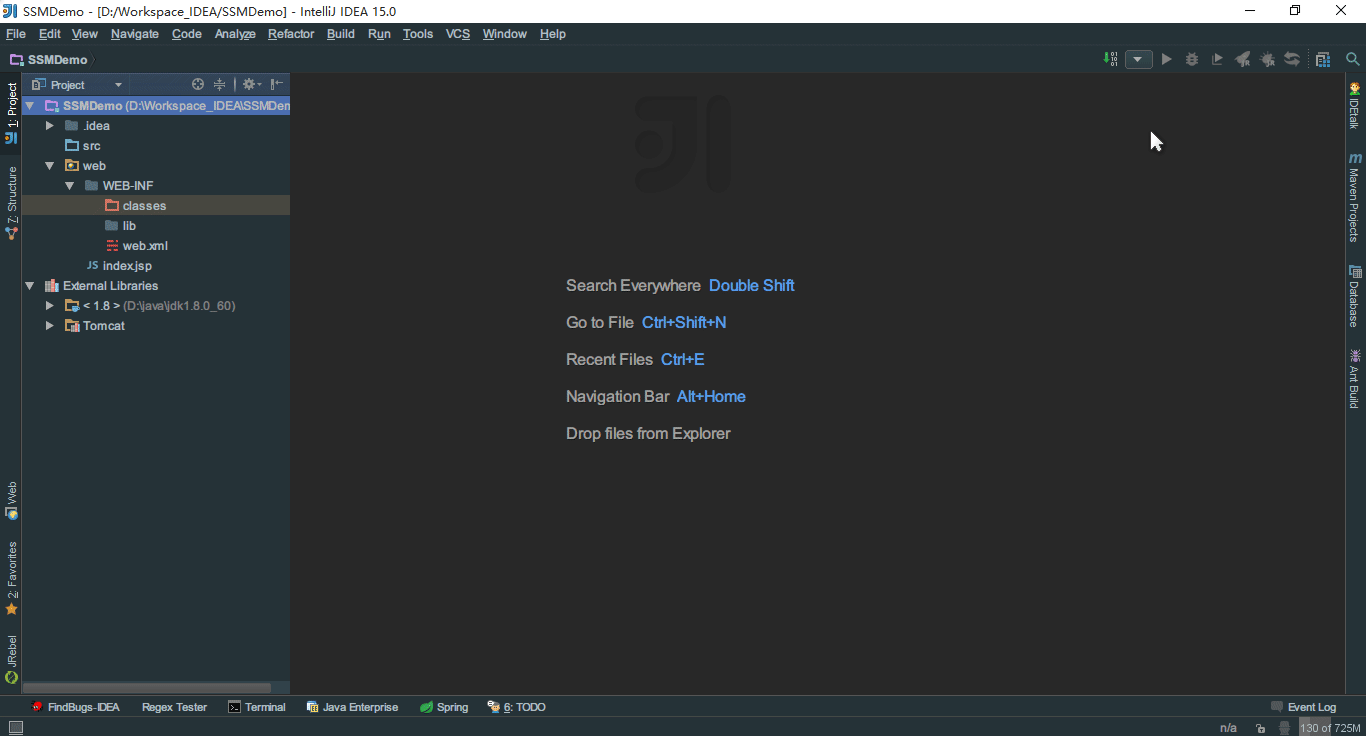 SSMDemo - [D:/Workspace_IDEA/SSMDemo] - IntelliJ IDEA 15.0
File Edit View Navigate Code Analyze Refactor Build Run Tools VCS Window Help
SSMDemo
Project
SSMDemo (D:\Workspace_IDEA\SSMDen
.idea
src
web
WEB-INF
classes
lib
web.xml
JS index.jsp
External Libraries
< 1.8 > (D:\java\jdk1.8.0_60)
Tomcat
1: Project
7: Structure
Web
2: Favorites
JRebel
Search Everywhere Double Shift
Go to File Ctrl+Shift+N
Recent Files Ctrl+E
Navigation Bar Alt+Home
Drop files from Explorer
IDEtalk
m Maven Projects
Database
Ant Build
FindBugs-IDEA Regex Tester Terminal Java Enterprise Spring 6: TODO Event Log
n/a 130 of 725M